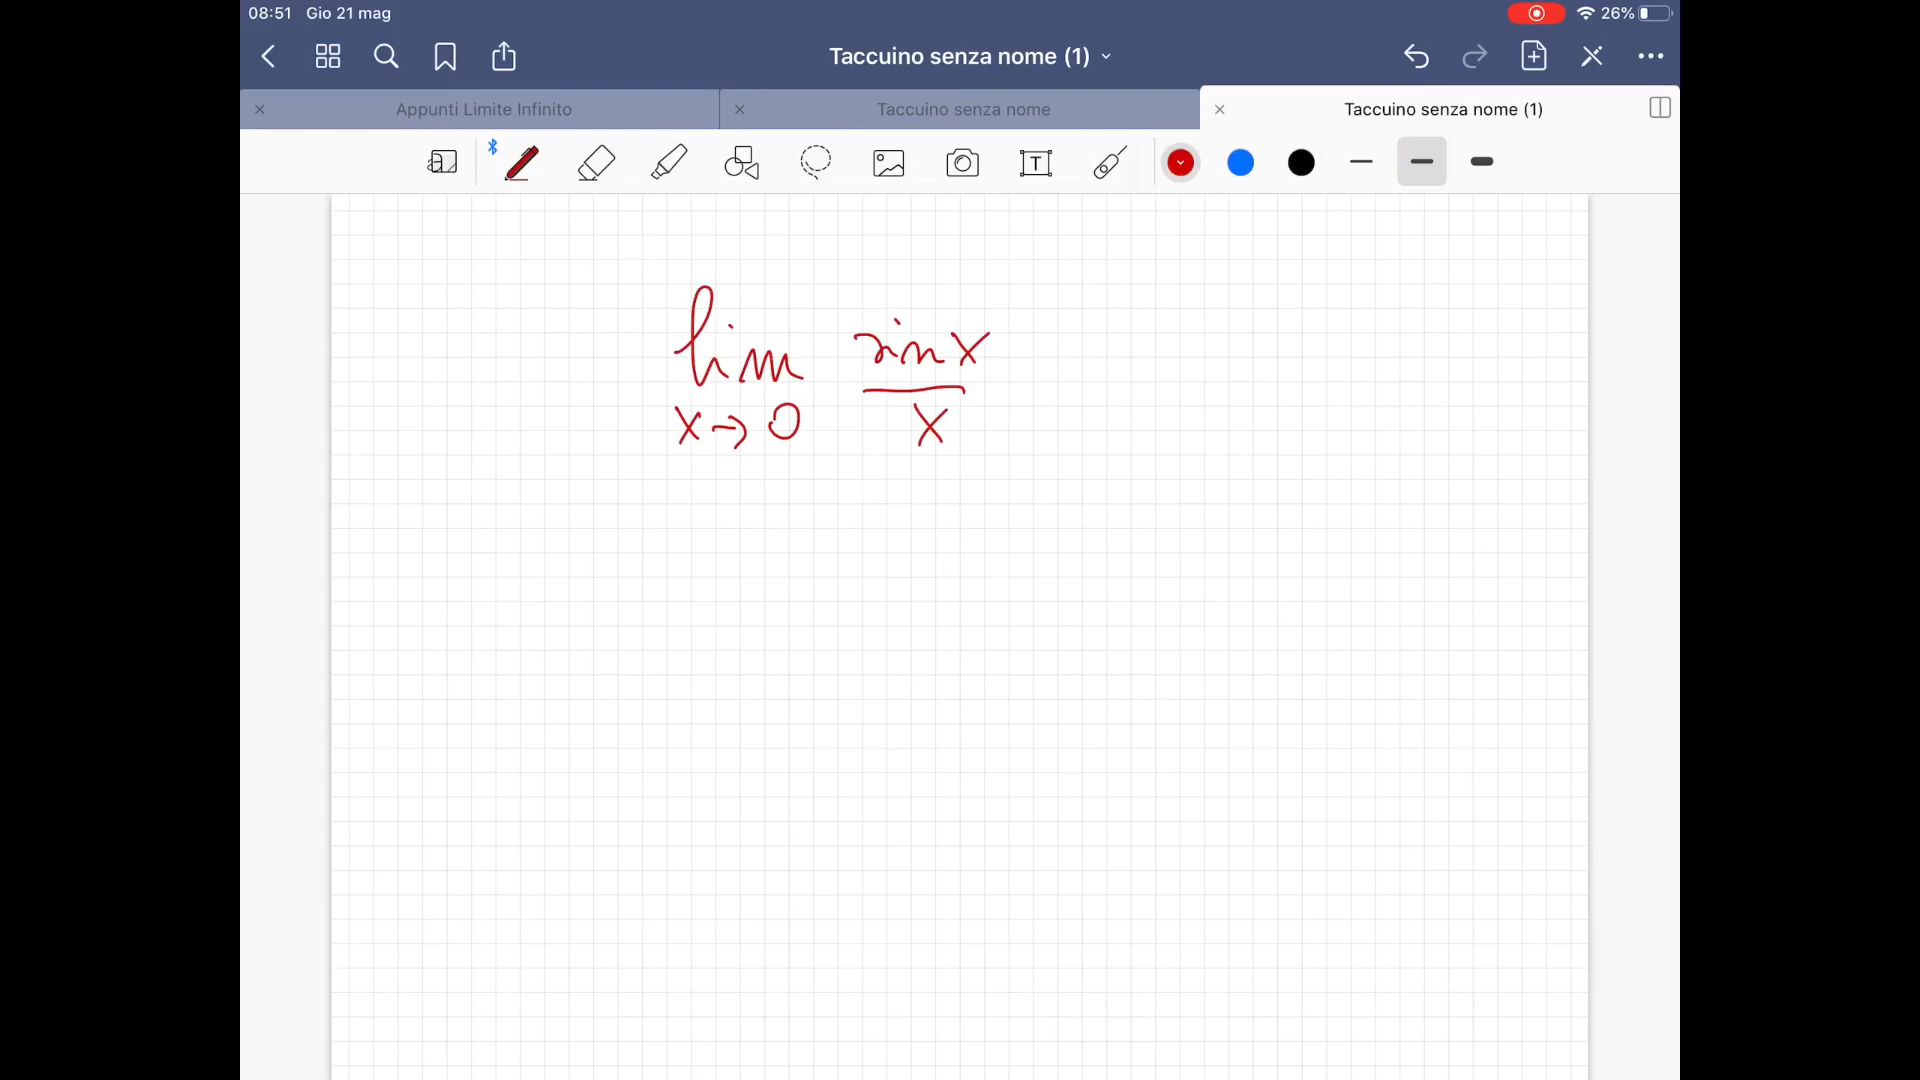 08:51 Gio 21 mag 26%
Taccuino senza nome (1)
Appunti Limite Infinito Taccuino senza nome Taccuino senza nome (1)
lim sin x
x→0 x